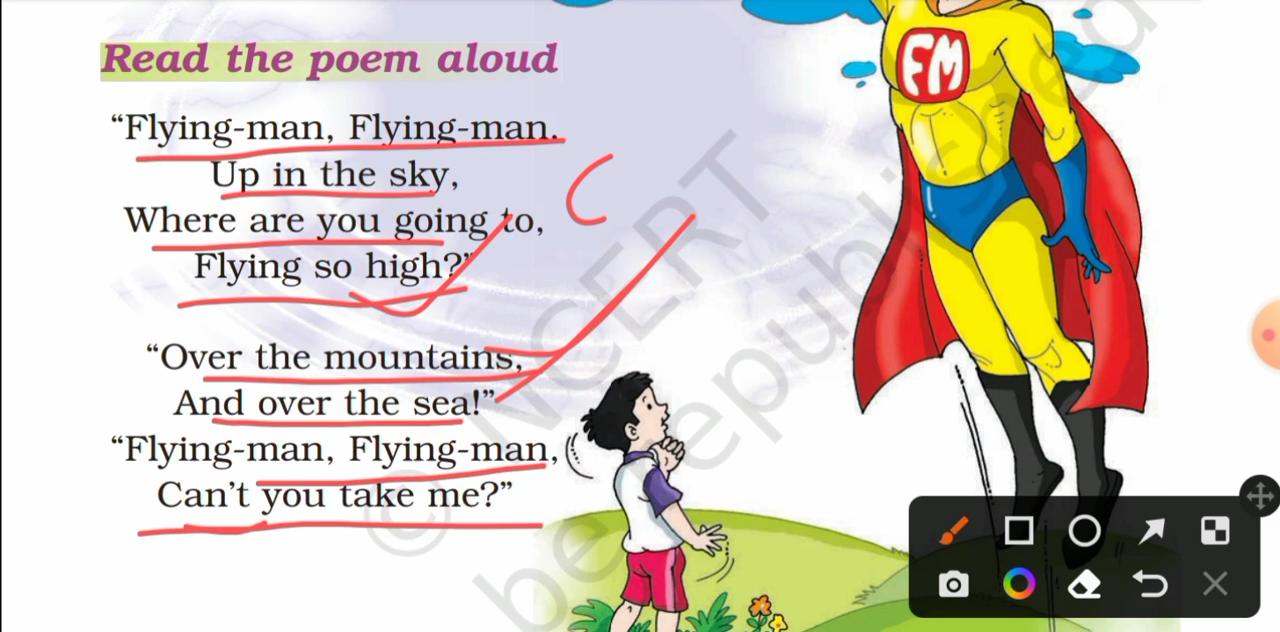 Read the poem aloud
“Flying-man, Flying-man.
Up in the sky,
Where are you going to,
Flying so high?”
“Over the mountains,
And over the sea!”
“Flying-man, Flying-man,
Can’t you take me?”
FM
© NCERT
be republished